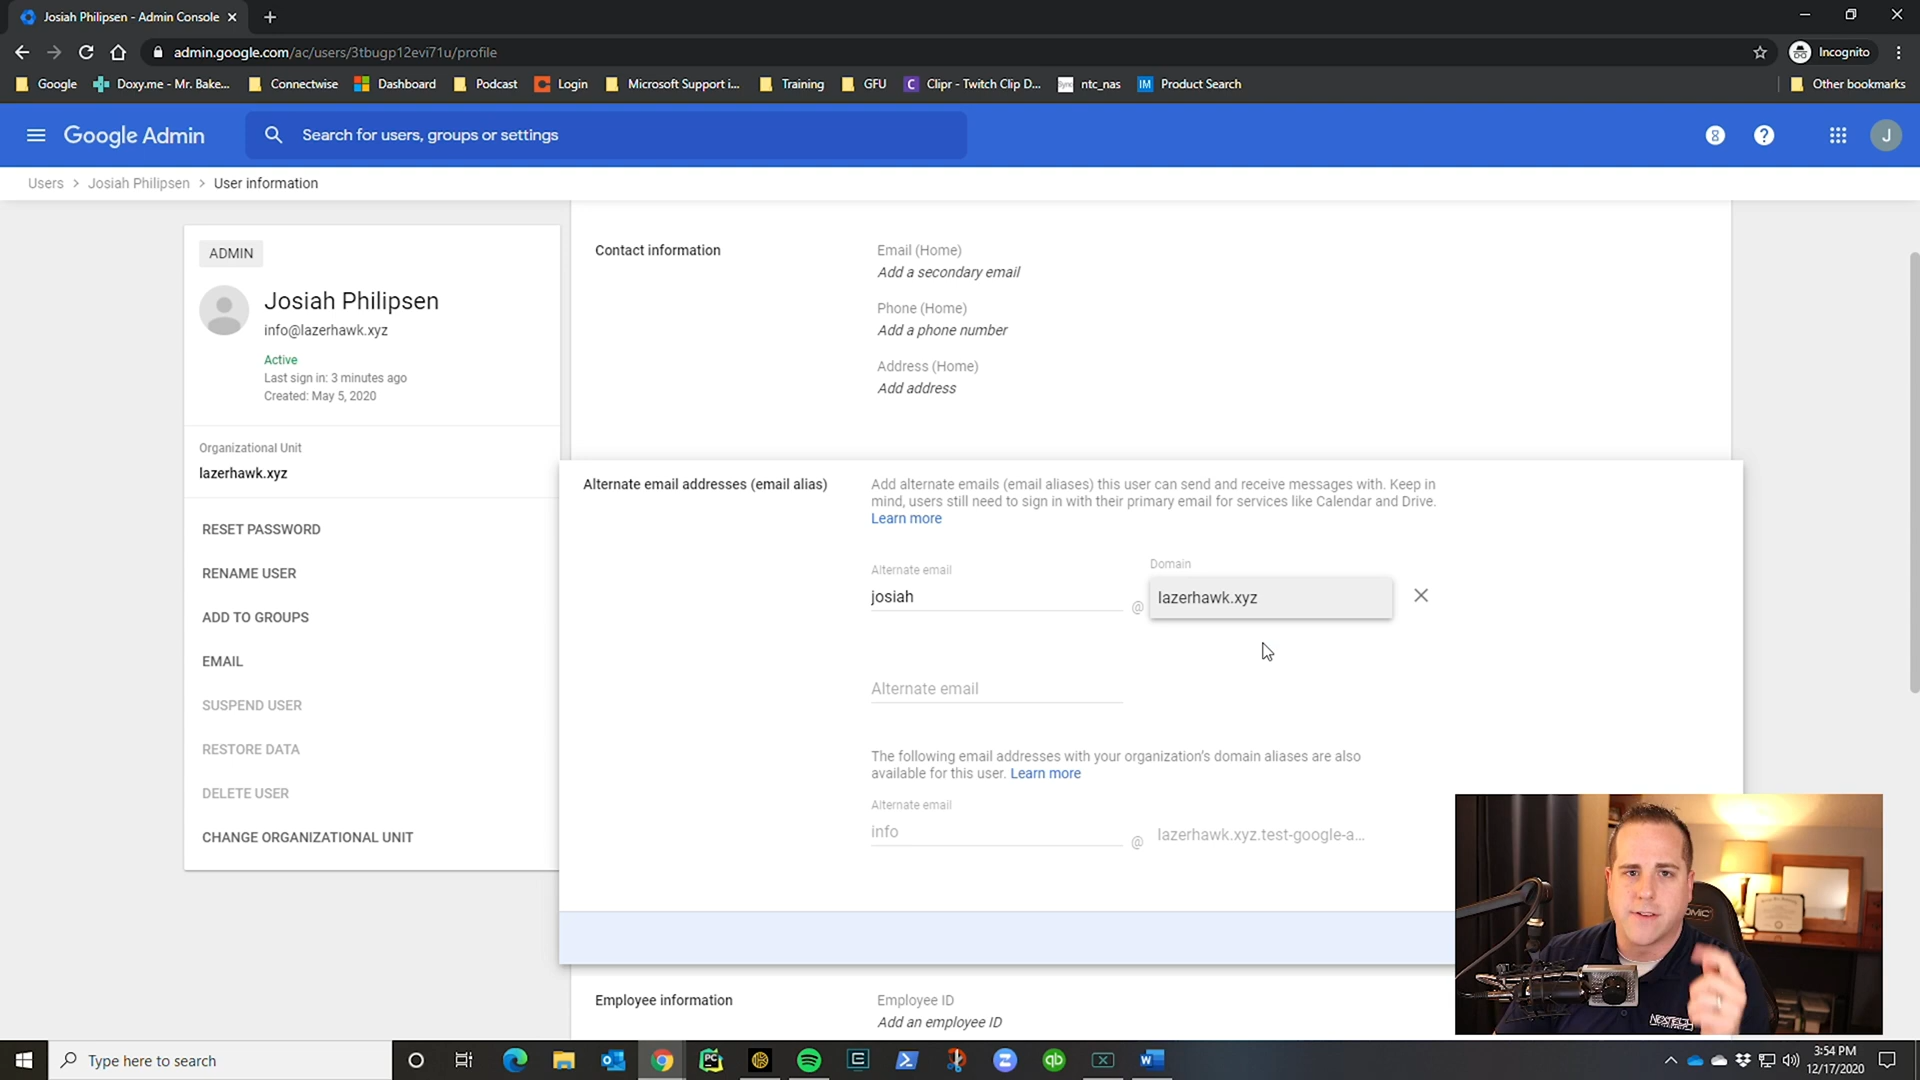 Josiah Philipsen - Admin Console
admin.google.com/ac/users/3tbugp12evi71u/profile
Incognito
Google
Doxy.me - Mr. Bake...
Connectwise
Dashboard
Podcast
Login
Microsoft Support i...
Training
GFU
Clipr - Twitch Clip D...
ntc_nas
Product Search
Other bookmarks
Google Admin
Search for users, groups or settings
J
Users > Josiah Philipsen > User information
ADMIN
Josiah Philipsen
info@lazerhawk.xyz
Active
Last sign in: 3 minutes ago
Created: May 5, 2020
Organizational Unit
lazerhawk.xyz
RESET PASSWORD
RENAME USER
ADD TO GROUPS
EMAIL
SUSPEND USER
RESTORE DATA
DELETE USER
CHANGE ORGANIZATIONAL UNIT
Contact information
Email (Home)
Add a secondary email
Phone (Home)
Add a phone number
Address (Home)
Add address
Alternate email addresses (email alias)
Add alternate emails (email aliases) this user can send and receive messages with. Keep in
mind, users still need to sign in with their primary email for services like Calendar and Drive.
Learn more
Alternate email
josiah
@
Domain
lazerhawk.xyz
Alternate email
The following email addresses with your organization's domain aliases are also
available for this user. Learn more
Alternate email
info
@
lazerhawk.xyz.test-google-a...
Employee information
Employee ID
Add an employee ID
NEXTECH
Type here to search
3:54 PM
12/17/2020